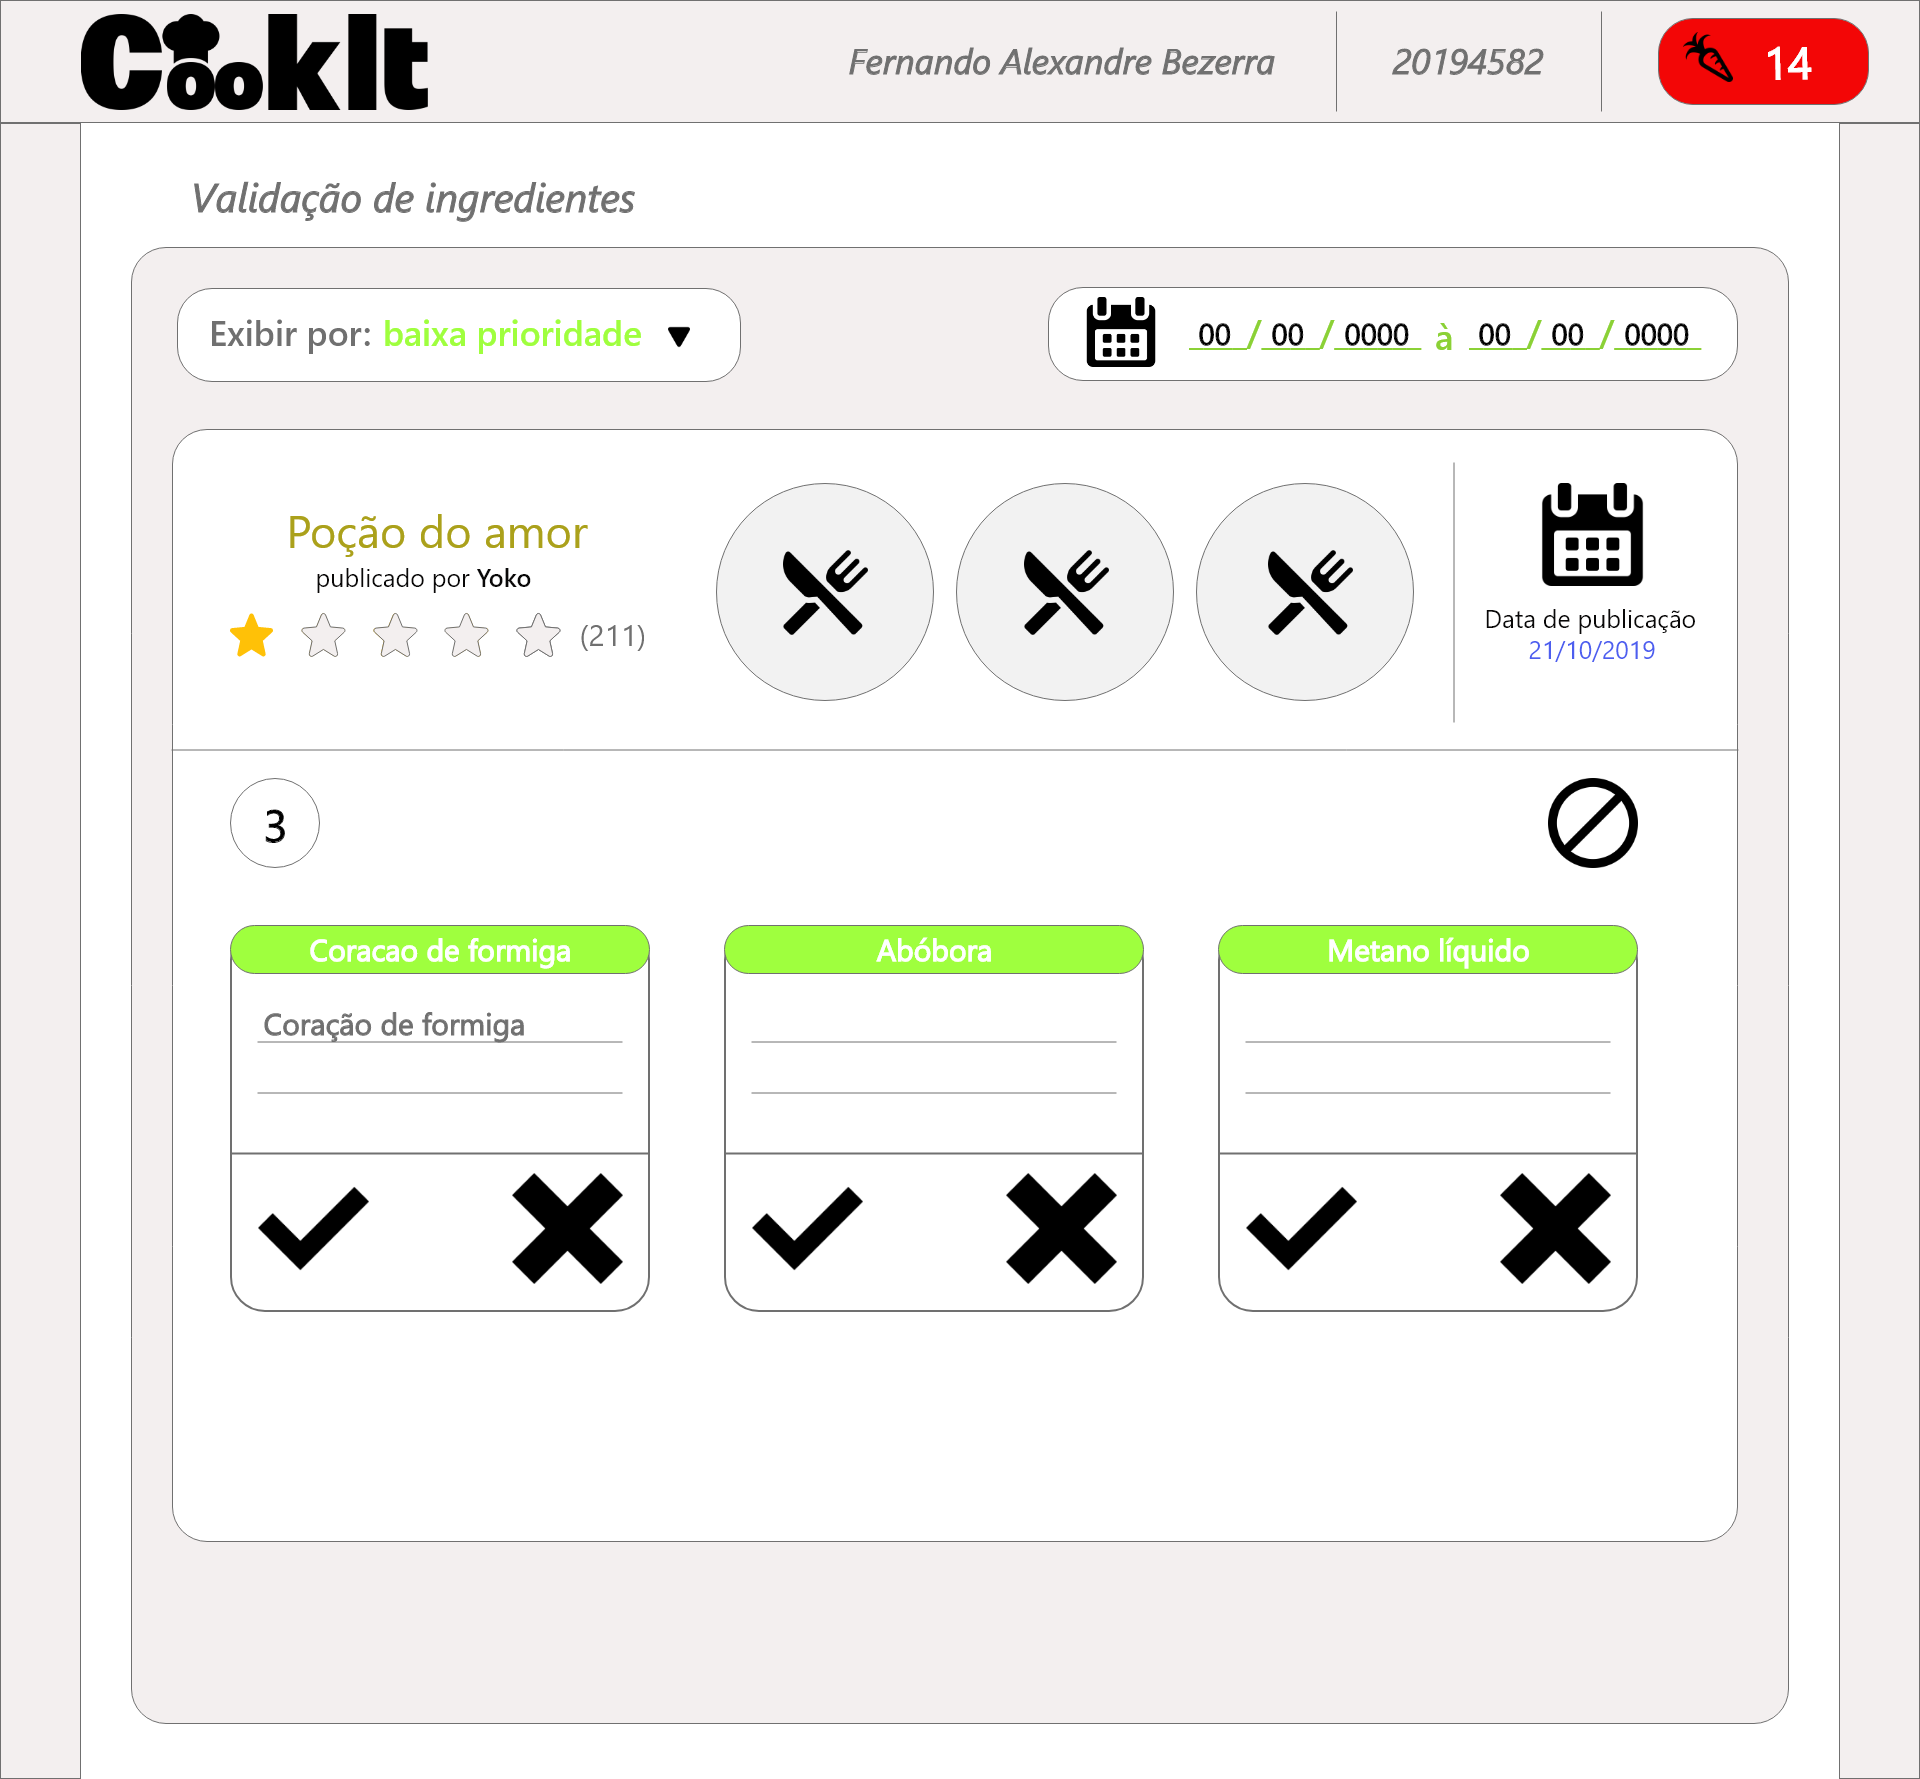 CooKIt
Fernando Alexandre Bezerra
20194582
14
Validação de ingredientes
Exibir por: baixa prioridade
00 / 00 / 0000 à 00 / 00 / 0000
Poção do amor
publicado por Yoko
(211)
Data de publicação
21/10/2019
3
Coracao de formiga
Abóbora
Metano líquido
Coração de formiga